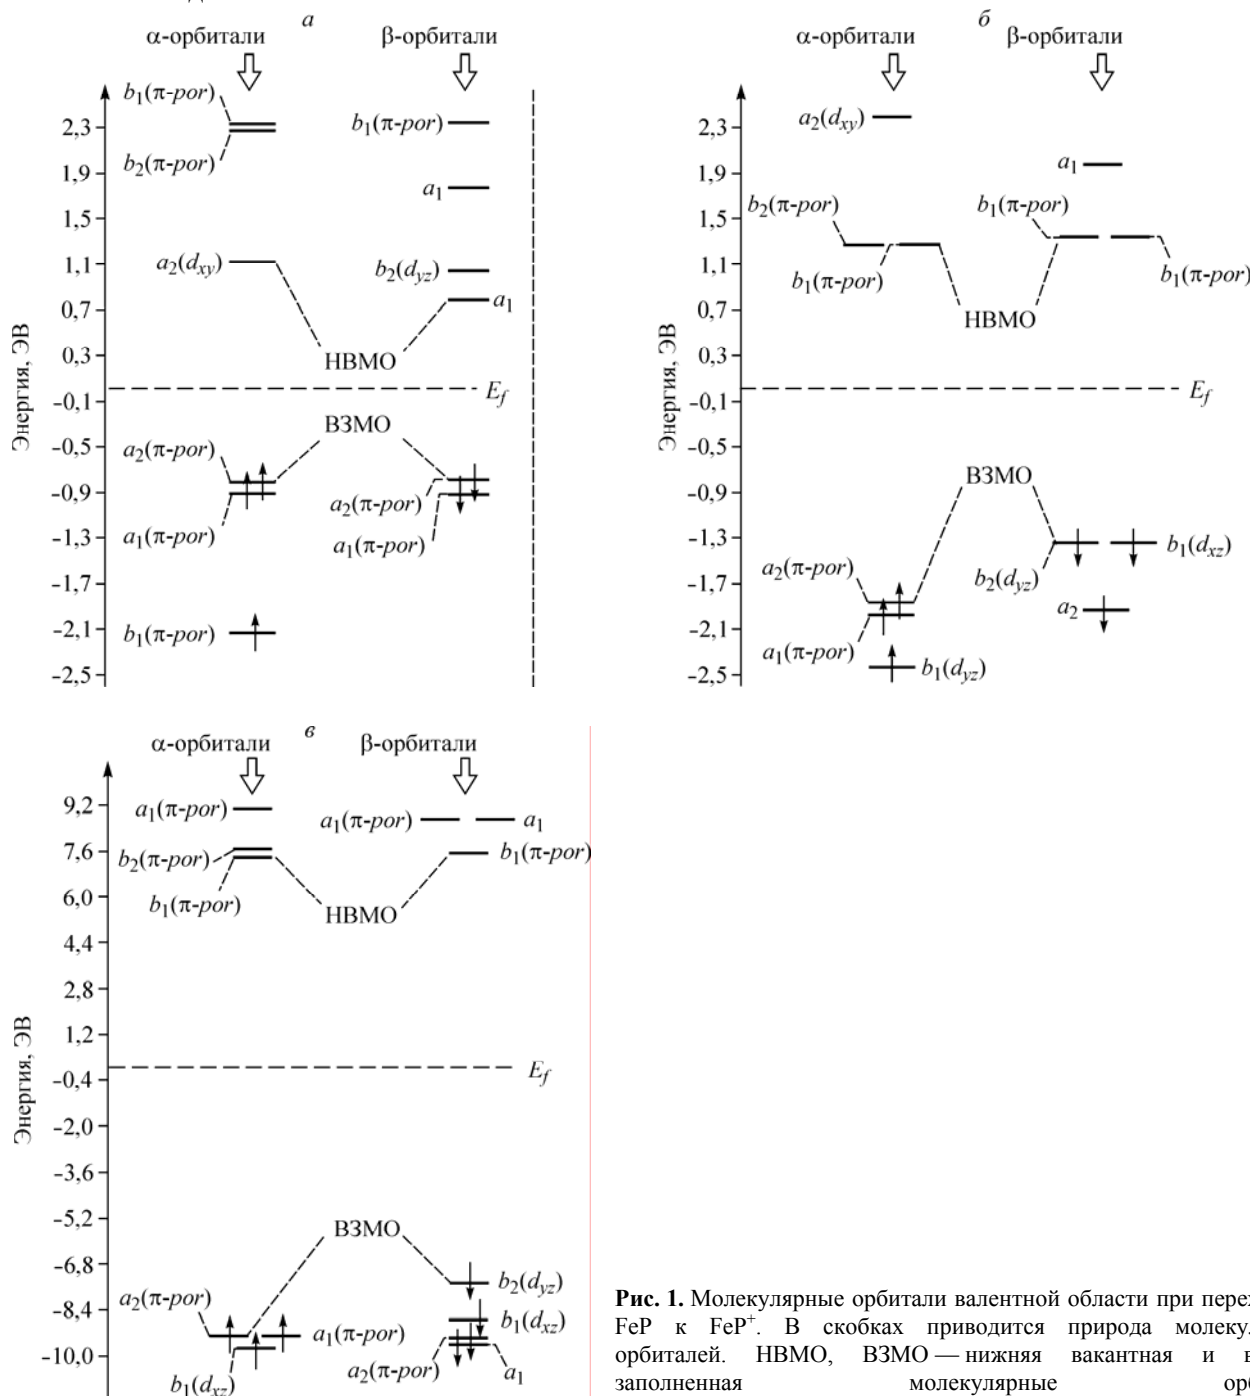 а
α-орбитали
β-орбитали
b1(π-por)
b2(π-por)
b1(π-por)
a1
a2(dxy)
b2(dyz)
a1
НВМО
Ef
ВЗМО
a2(π-por)
a1(π-por)
a2(π-por)
a1(π-por)
b1(π-por)
Энергия, ЭВ
2,3
1,9
1,5
1,1
0,7
0,3
−0,1
−0,5
−0,9
−1,3
−1,7
−2,1
−2,5
б
α-орбитали
β-орбитали
a2(dxy)
a1
b2(π-por)
b1(π-por)
b1(π-por)
b1(π-por)
НВМО
Ef
ВЗМО
b1(dxz)
b2(dyz)
a2(π-por)
a2
a1(π-por)
b1(dyz)
Энергия, ЭВ
2,3
1,9
1,5
1,1
0,7
0,3
−0,1
−0,5
−0,9
−1,3
−1,7
−2,1
−2,5
в
α-орбитали
β-орбитали
a1(π-por)
a1(π-por)
a1
b2(π-por)
b1(π-por)
b1(π-por)
НВМО
Ef
ВЗМО
b2(dyz)
a2(π-por)
a1(π-por)
b1(dxz)
a2(π-por)
a1
b1(dxz)
Энергия, ЭВ
9,2
7,6
6,0
4,4
2,8
1,2
−0,4
−2,0
−3,6
−5,2
−6,8
−8,4
−10,0
Рис. 1. Молекулярные орбитали валентной области при перех
FeP к FeP+. В скобках приводится природа молеку
орбиталей. НВМО, ВЗМО — нижняя вакантная и в
заполненная молекулярные орб